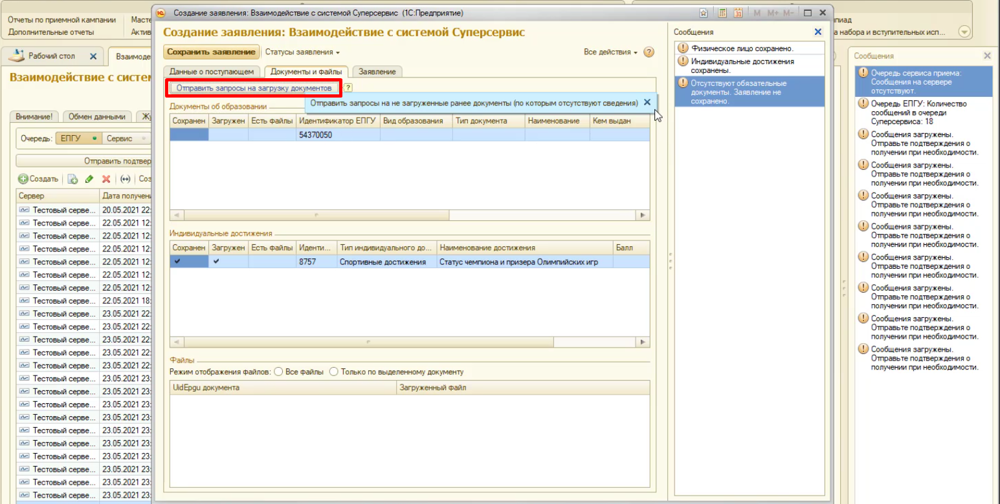 Отчеты по приемной кампании
Дополнительные отчеты
Рабочий стол
Внимание!
Обмен данными
Очередь:
ЕПГУ
Сервис
Создать
Сервер
Тестовый серве... 20.05.2021 22:
Тестовый серве... 22.05.2021 12:
Тестовый серве... 22.05.2021 12:
Тестовый серве... 22.05.2021 12:
Тестовый серве... 22.05.2021 12:
Тестовый серве... 22.05.2021 12:
Тестовый серве... 22.05.2021 12:
Тестовый серве... 22.05.2021 18:
Тестовый серве... 23.05.2021 22:
Тестовый серве... 23.05.2021 22:
Тестовый серве... 23.05.2021 22:
Тестовый серве... 23.05.2021 22:
Тестовый серве... 23.05.2021 22:
Тестовый серве... 23.05.2021 23:
Тестовый серве... 23.05.2021 23:
Тестовый серве... 23.05.2021 23:
Тестовый серве... 23.05.2021 23:
Тестовый серве... 23.05.2021 23:
Тестовый серве... 23.05.2021 23:
Тестовый серве... 23.05.2021 23:
Тестовый серве... 23.05.2021 23:
Тестовый серве... 23.05.2021 23:
Тестовый серве... 23.05.2021 23:
Создание заявления: Взаимодействие с системой Суперсервис (1С:Предприятие)
M M+ M-
Создание заявления: Взаимодействие с системой Суперсервис
Сохранить заявление
Статусы заявления
Все действия
?
Данные о поступающем
Документы и файлы
Заявление
Отправить запросы на загрузку документов
?
Отправить запросы на не загруженные ранее документы (по которым отсутствуют сведения)
Документы об образовании
Сохранен Загружен Есть файлы Идентификатор ЕПГУ Вид образования Тип документа Наименование Кем выдан
54370050
Индивидуальные достижения
Сохранен Загружен Есть файлы Иденти... Тип индивидуального до... Наименование достижения Балл
8757 Спортивные достижения Статус чемпиона и призера Олимпийских игр
Файлы
Режим отображения файлов: Все файлы Только по выделенному документу
UidEpgu документа Загруженный файл
Сообщения
Физическое лицо сохранено.
Индивидуальные достижения
сохранены.
Отсутствуют обязательные
документы. Заявление не
сохранено.
а набора и вступительных исп...
Сообщения
Очередь сервиса приема:
Сообщения на сервере
отсутствуют.
Очередь ЕПГУ: Количество
сообщений в очереди
Суперсервиса: 18
Сообщения загружены.
Отправьте подтверждения о
получении при необходимости.
Сообщения загружены.
Отправьте подтверждения о
получении при необходимости.
Сообщения загружены.
Отправьте подтверждения о
получении при необходимости.
Сообщения загружены.
Отправьте подтверждения о
получении при необходимости.
Сообщения загружены.
Отправьте подтверждения о
получении при необходимости.
Сообщения загружены.
Отправьте подтверждения о
получении при необходимости.
Сообщения загружены.
Отправьте подтверждения о
получении при необходимости.
Сообщения загружены.
Отправьте подтверждения о
получении при необходимости.